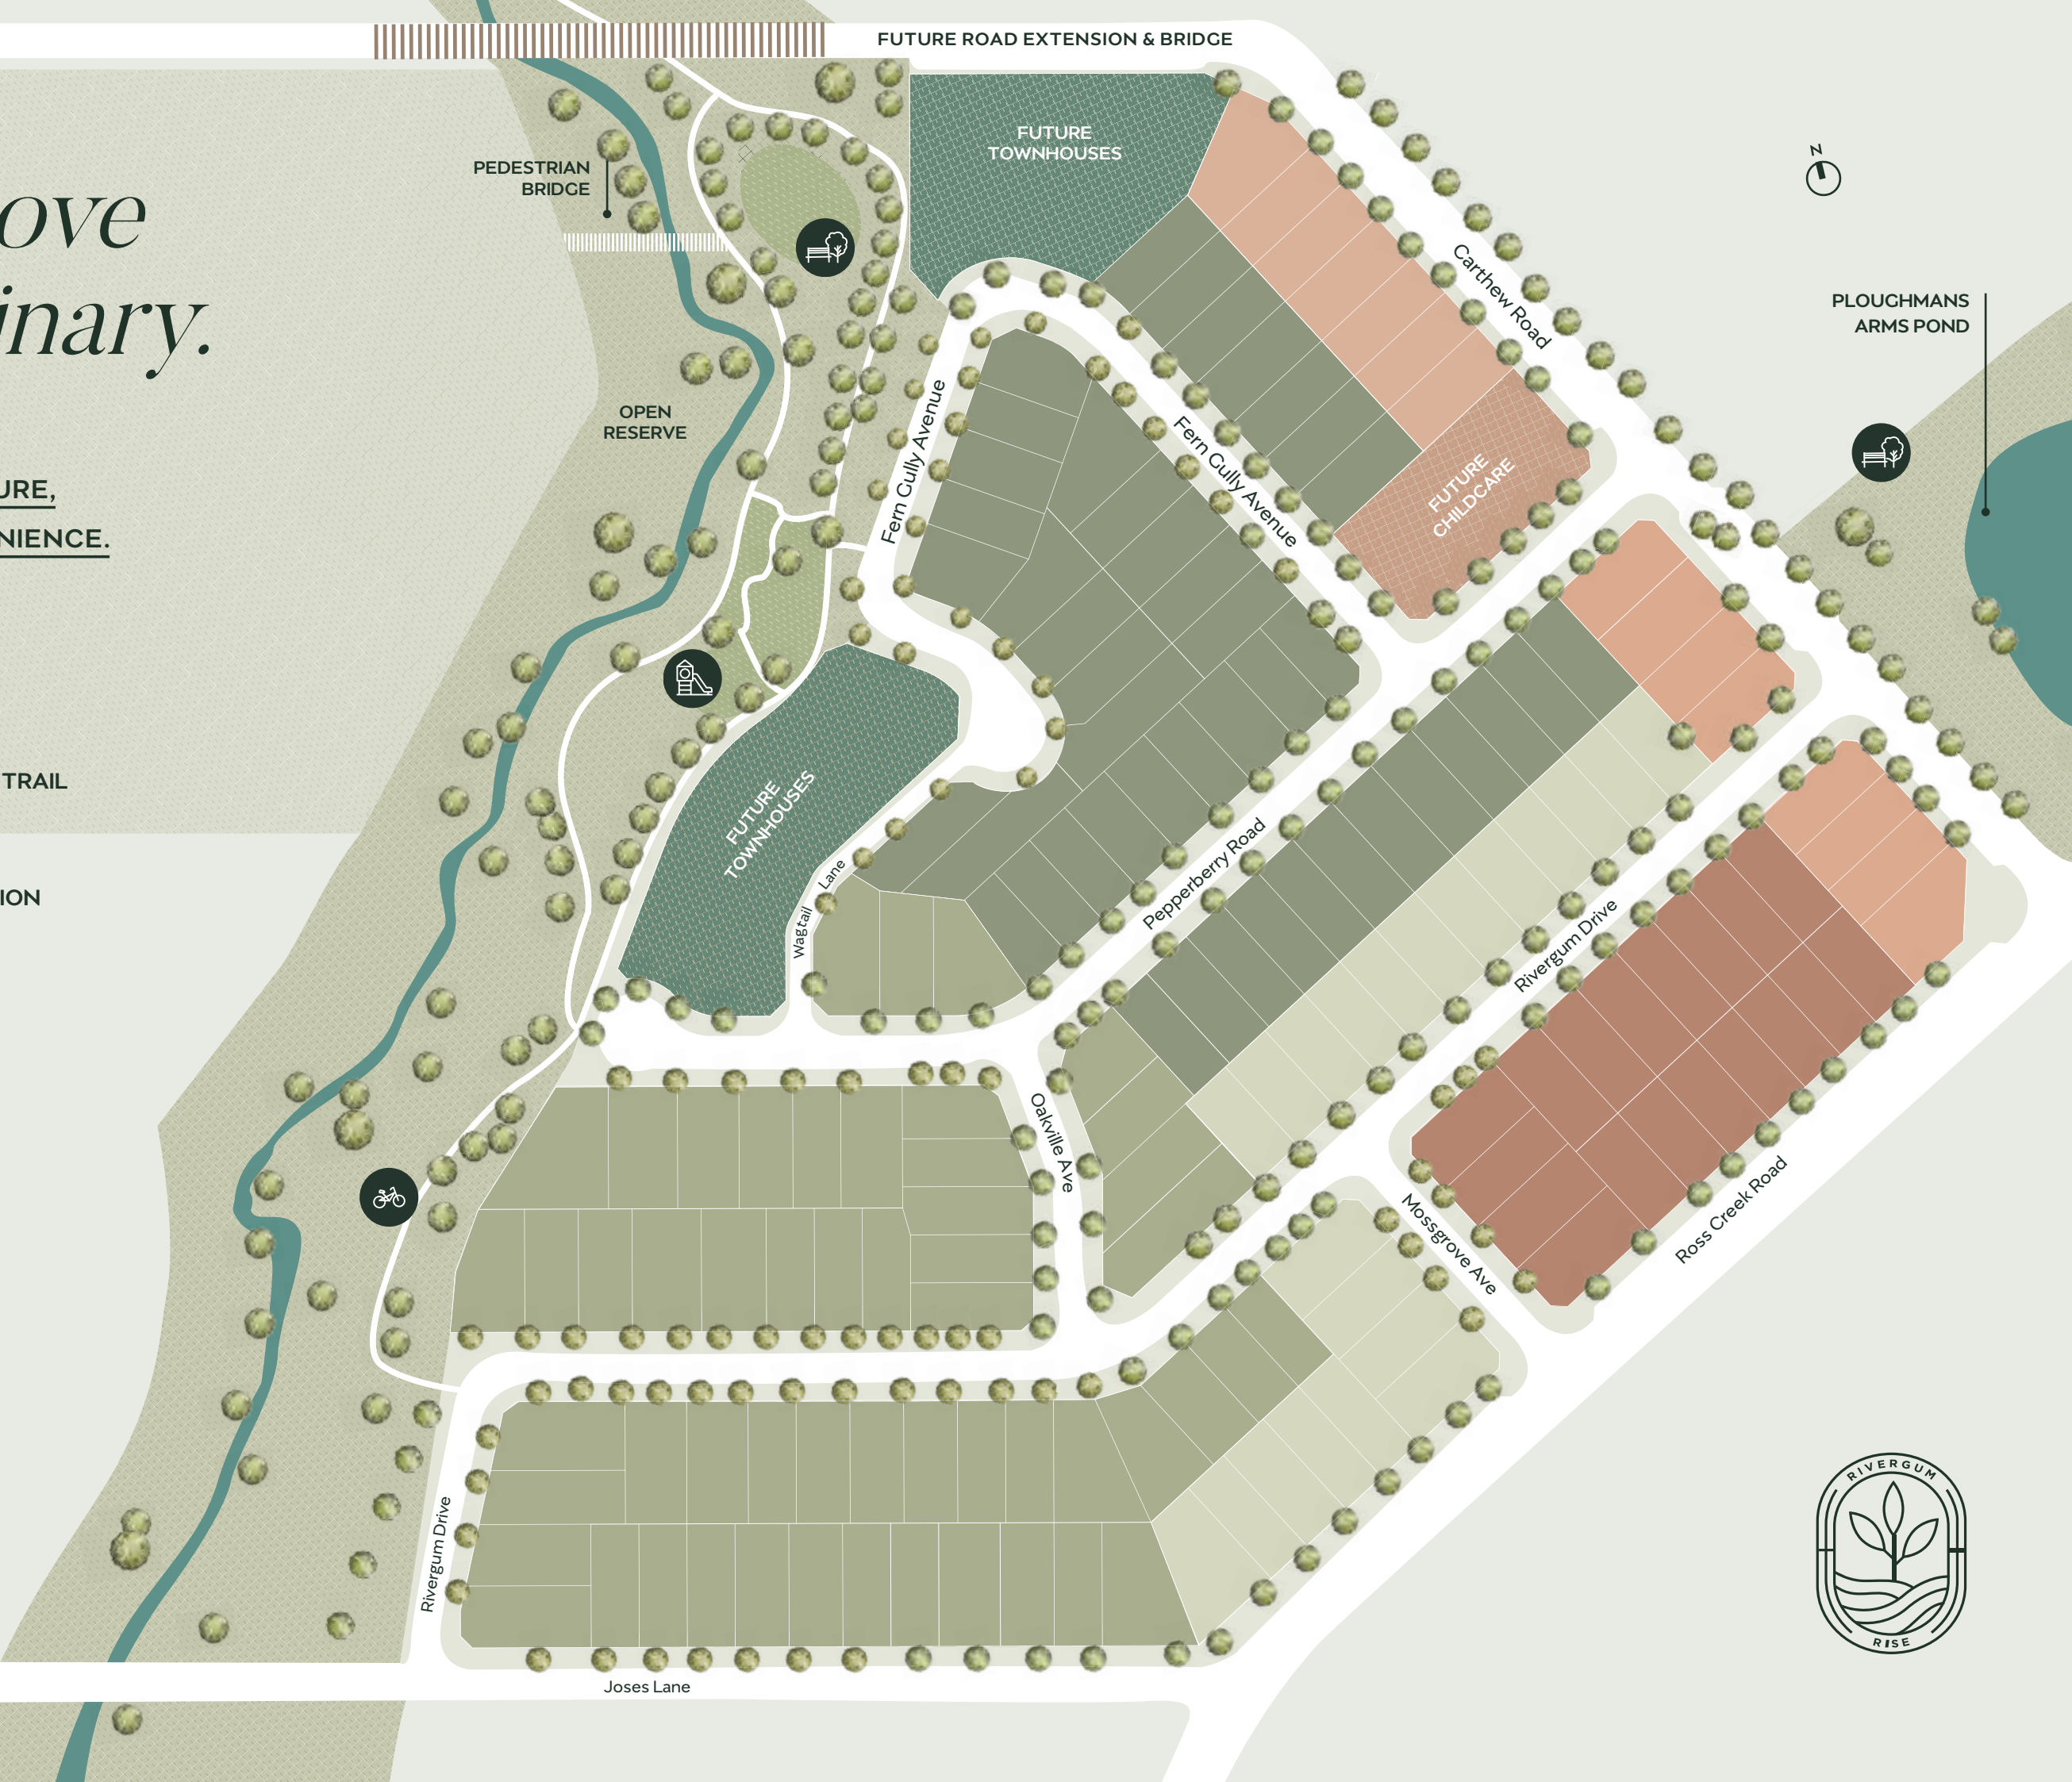 FUTURE ROAD EXTENSION & BRIDGE
FUTURE
TOWNHOUSES
PEDESTRIAN
BRIDGE
N
ove
inary.
Carthew Road
PLOUGHMANS
ARMS POND
OPEN
RESERVE
Fern Gully Avenue
Fern Gully Avenue
FUTURE
CHILDCARE
URE,
NIENCE.
TRAIL
ION
FUTURE
TOWNHOUSES
Wagtail Lane
Pepperberry Road
Rivergum Drive
Oakville Ave
Mossgrove Ave
Ross Creek Road
Rivergum Drive
Joses Lane
RIVERGUM
RISE